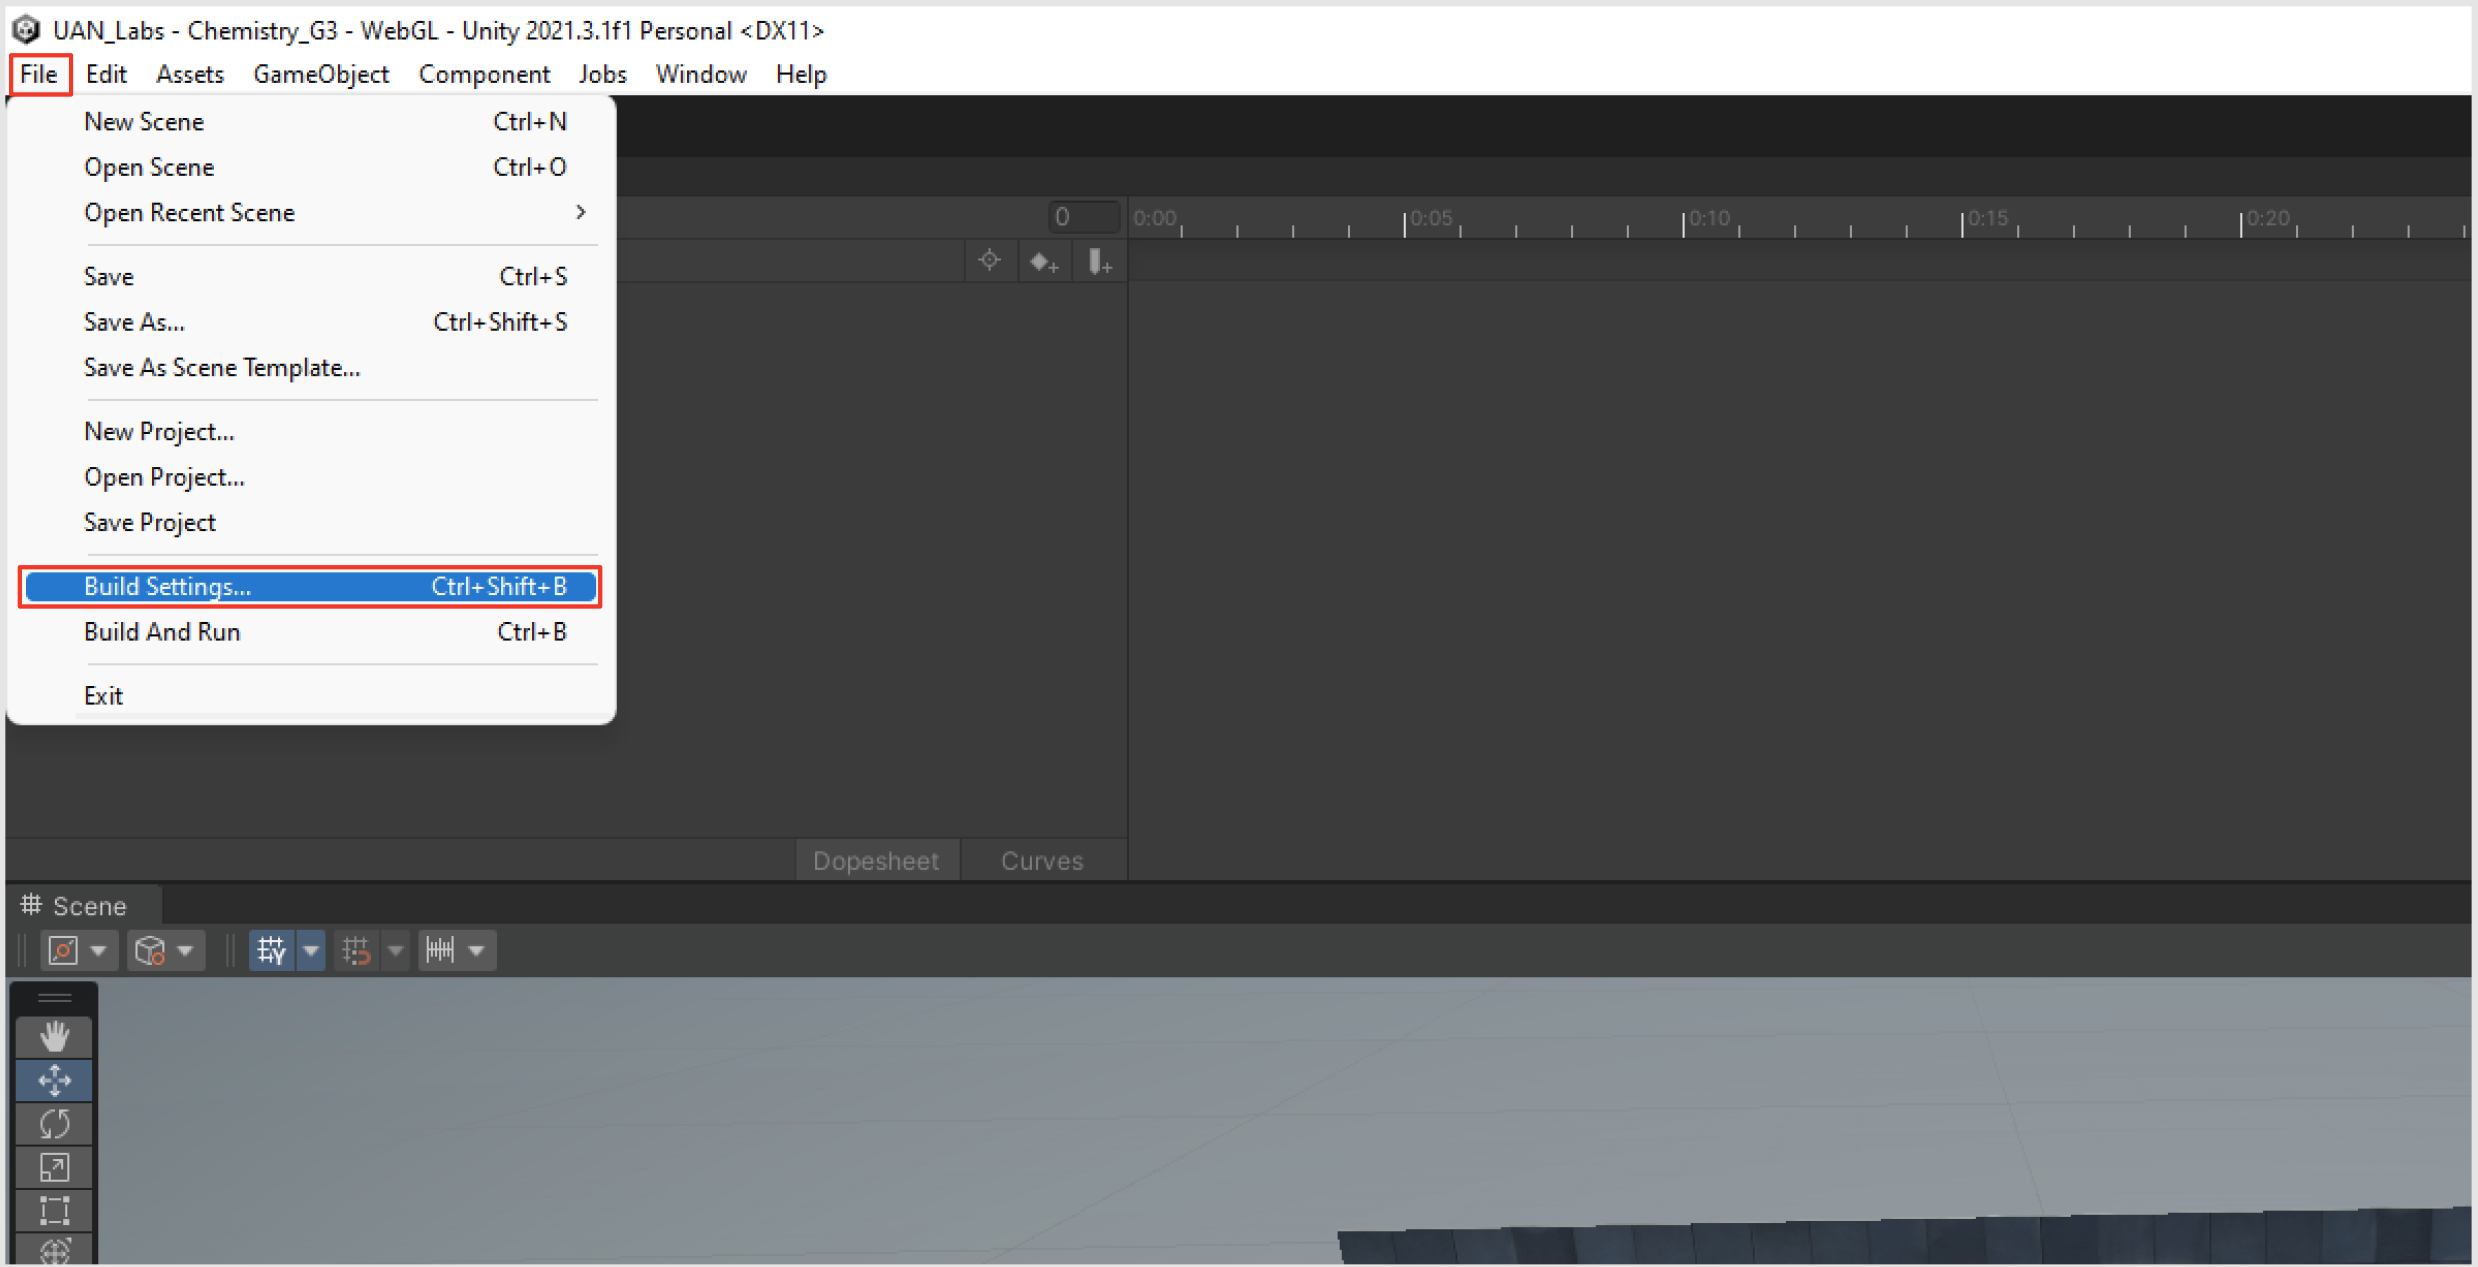 UAN_Labs - Chemistry_G3 - WebGL - Unity 2021.3.1f1 Personal <DX11>
File Edit Assets GameObject Component Jobs Window Help
New Scene Ctrl+N
Open Scene Ctrl+O
Open Recent Scene
Save Ctrl+S
Save As... Ctrl+Shift+S
Save As Scene Template...
New Project...
Open Project...
Save Project
Build Settings... Ctrl+Shift+B
Build And Run Ctrl+B
Exit
0 0:00 0:05 0:10 0:15 0:20
Dopesheet Curves
Scene